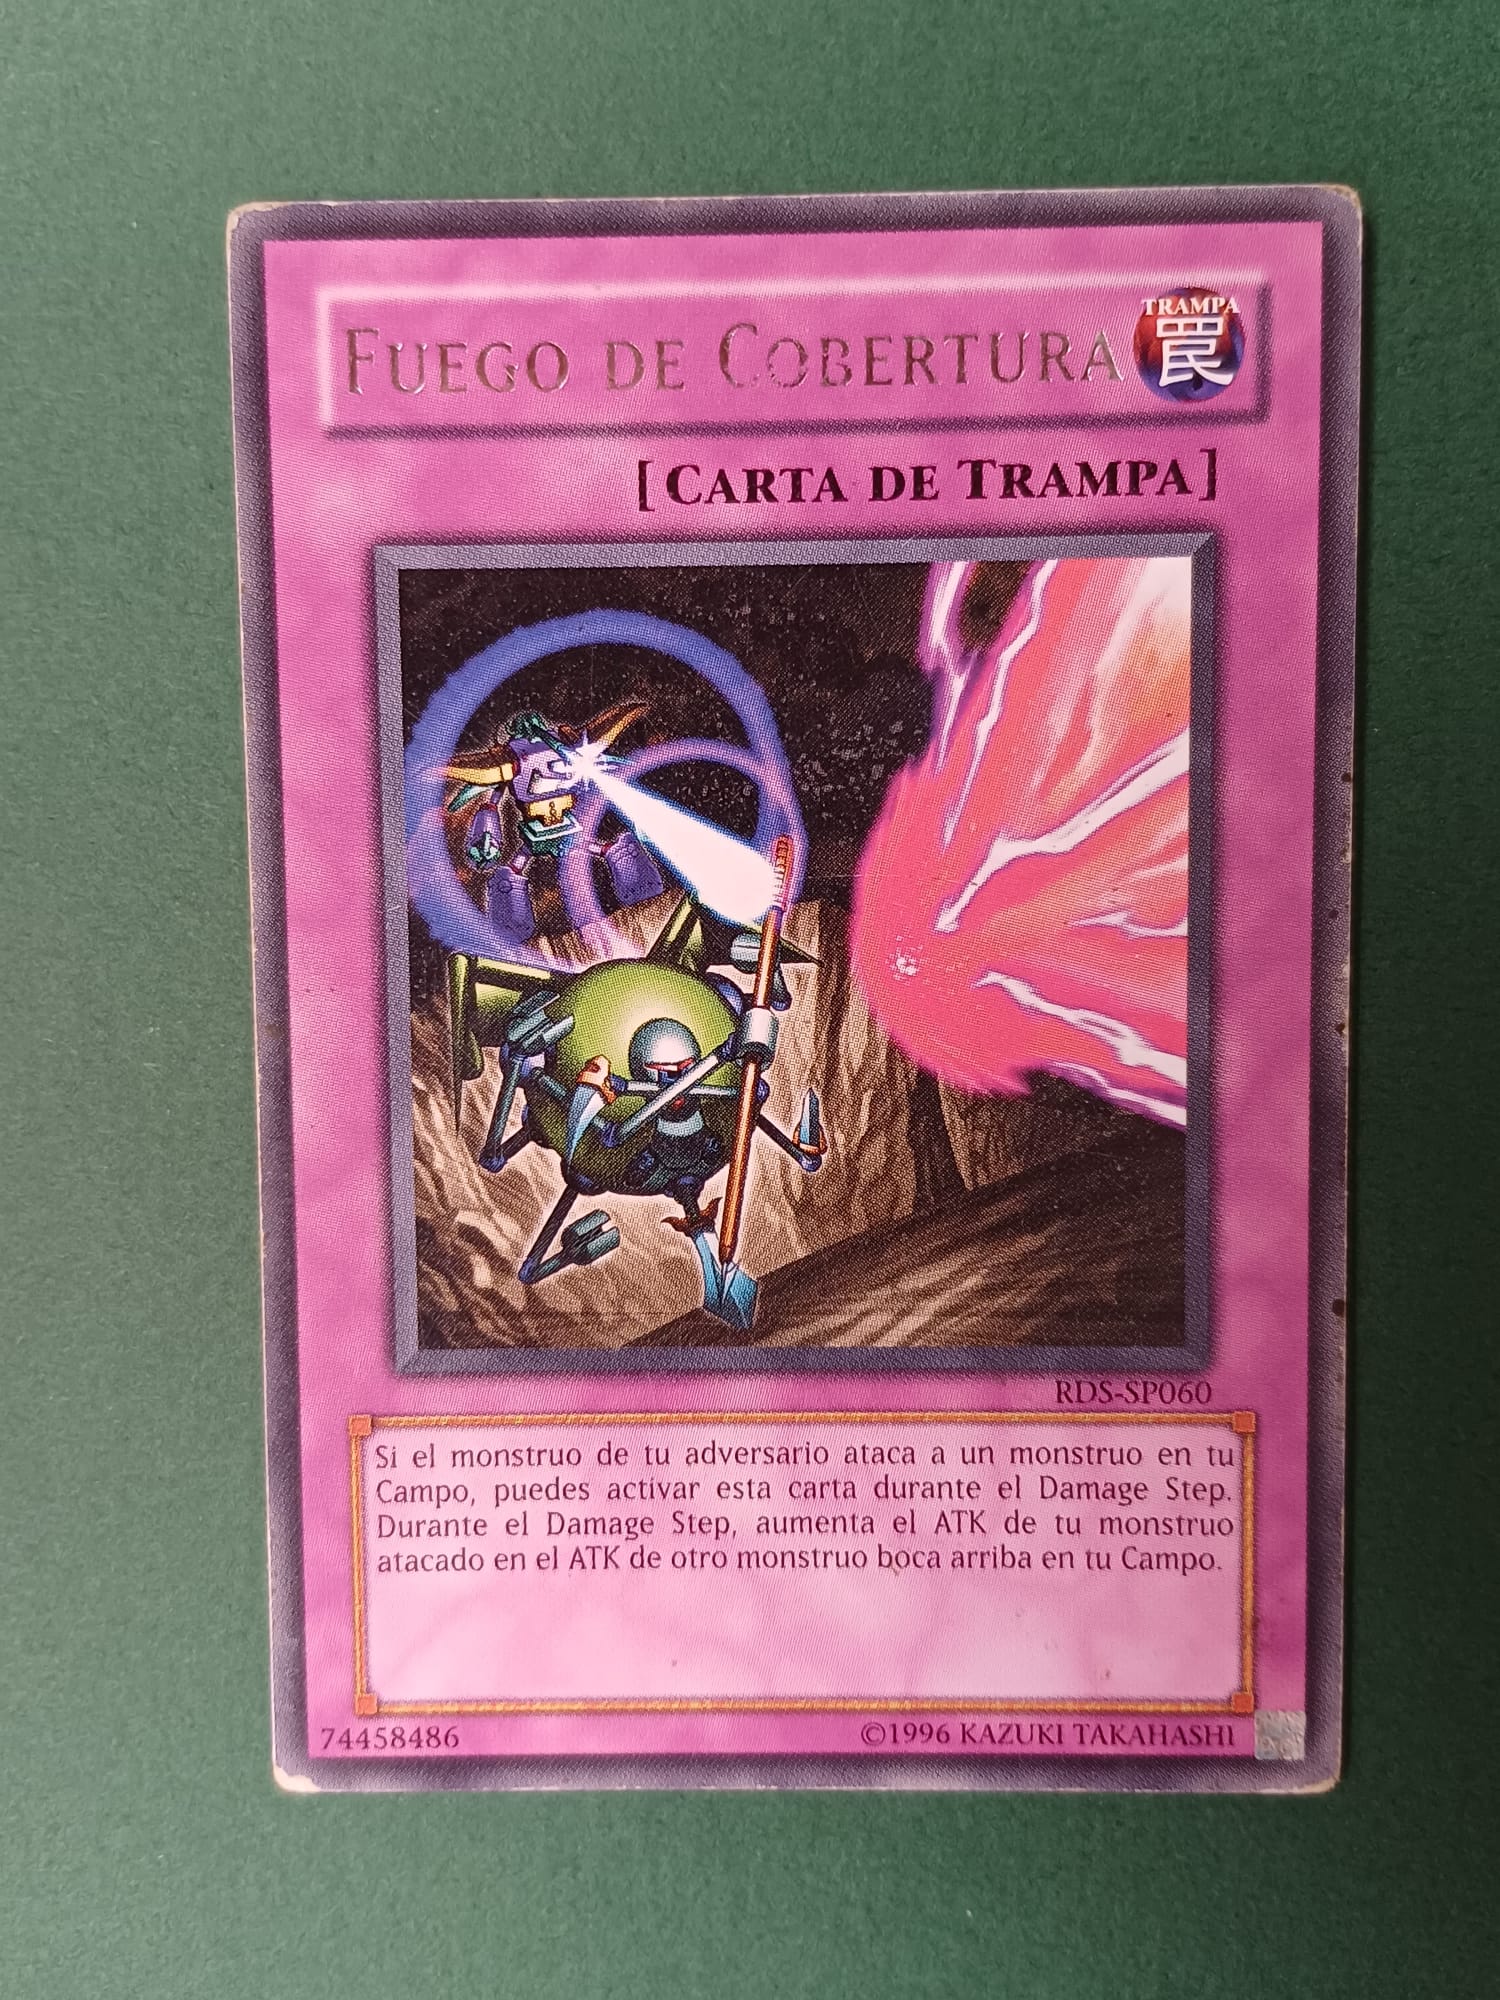 FUEGO DE COBERTURA
TRAMPA
罠
[CARTA DE TRAMPA]
RDS-SP060
Si el monstruo de tu adversario ataca a un monstruo en tu
Campo, puedes activar esta carta durante el Damage Step.
Durante el Damage Step, aumenta el ATK de tu monstruo
atacado en el ATK de otro monstruo boca arriba en tu Campo.
74458486
©1996 KAZUKI TAKAHASHI